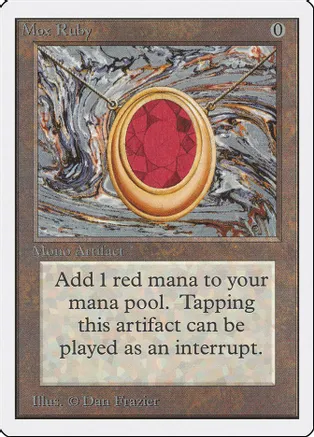 Mox Ruby 0
Mono Artifact
Add 1 red mana to your
mana pool. Tapping
this artifact can be
played as an interrupt.
Illus. © Dan Frazier